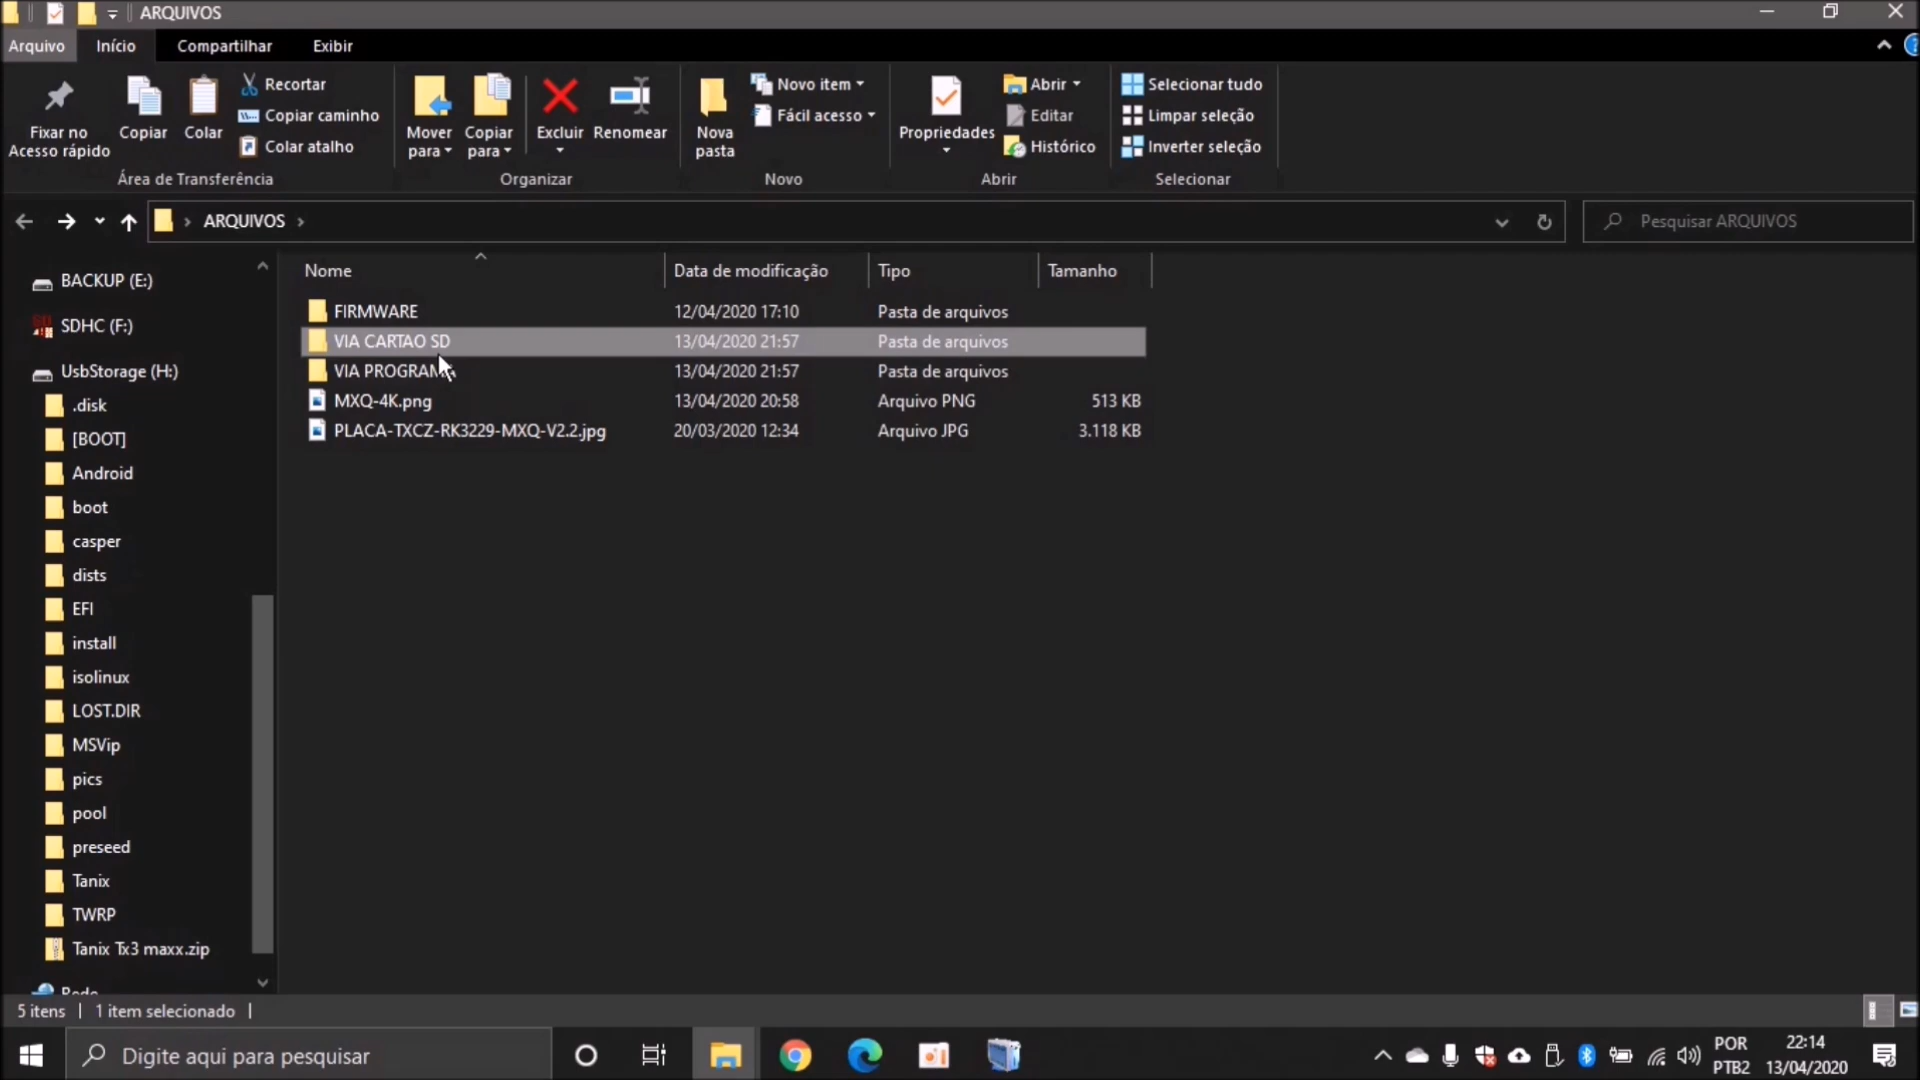 ARQUIVOS
Arquivo Início Compartilhar Exibir
Fixar no
Acesso rápido
Copiar
Colar
Recortar
Copiar caminho
Colar atalho
Mover
para
Copiar
para
Excluir
Renomear
Nova
pasta
Novo item
Fácil acesso
Propriedades
Abrir
Editar
Histórico
Selecionar tudo
Limpar seleção
Inverter seleção
Área de Transferência Organizar Novo Abrir Selecionar
ARQUIVOS
Pesquisar ARQUIVOS
BACKUP (E:)
SDHC (F:)
UsbStorage (H:)
.disk
[BOOT]
Android
boot
casper
dists
EFI
install
isolinux
LOST.DIR
MSVip
pics
pool
preseed
Tanix
TWRP
Tanix Tx3 maxx.zip
Rede
Nome Data de modificação Tipo Tamanho
FIRMWARE 12/04/2020 17:10 Pasta de arquivos
VIA CARTAO SD 13/04/2020 21:57 Pasta de arquivos
VIA PROGRAMA 13/04/2020 21:57 Pasta de arquivos
MXQ-4K.png 13/04/2020 20:58 Arquivo PNG 513 KB
PLACA-TXCZ-RK3229-MXQ-V2.2.jpg 20/03/2020 12:34 Arquivo JPG 3.118 KB
5 itens 1 item selecionado
Digite aqui para pesquisar
POR
PTB2
22:14
13/04/2020